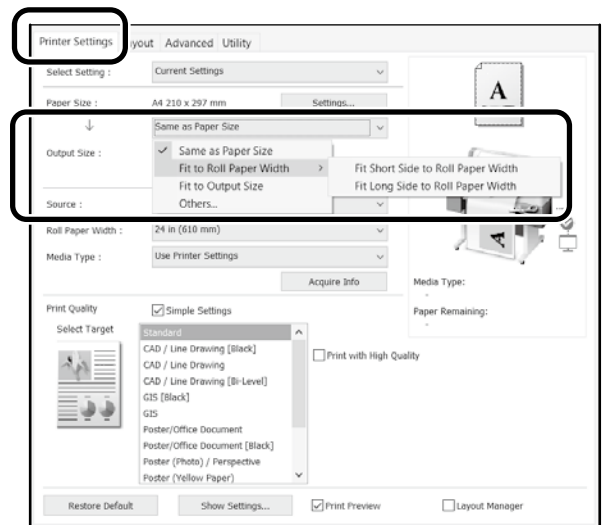 Printer Settings yout Advanced Utility
Select Setting : Current Settings
Paper Size : A4 210 x 297 mm Settings...
A
↓ Same as Paper Size
Output Size : ✓ Same as Paper Size
Fit to Roll Paper Width > Fit Short Side to Roll Paper Width
Fit to Output Size Fit Long Side to Roll Paper Width
Others...
Source :
Roll Paper Width : 24 in (610 mm)
A
Media Type : Use Printer Settings
Acquire Info Media Type:
-
Print Quality ✓ Simple Settings Paper Remaining:
-
Select Target Standard
CAD / Line Drawing [Black] Print with High Quality
CAD / Line Drawing
CAD / Line Drawing [Bi-Level]
GIS [Black]
GIS
Poster/Office Document
Poster/Office Document [Black]
Poster (Photo) / Perspective
Poster (Yellow Paper)
Restore Default Show Settings... ✓ Print Preview Layout Manager